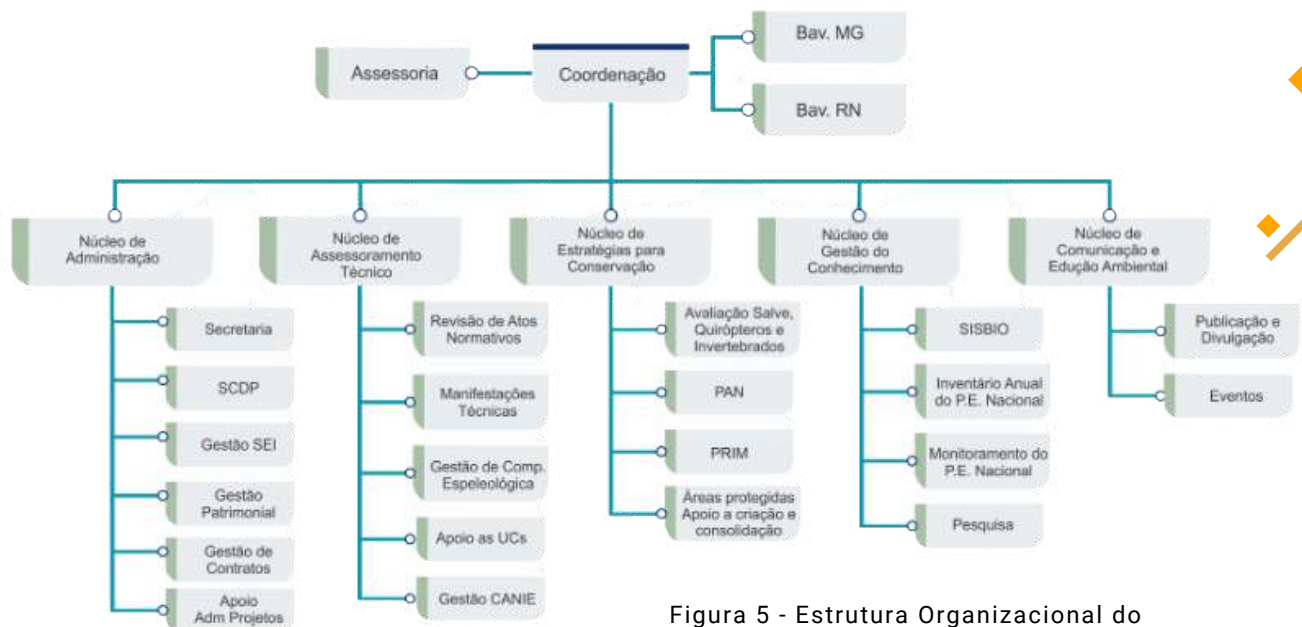 Assessoria
Coordenação
Bav. MG
Bav. RN
Núcleo de
Administração
Secretaria
SCDP
Gestão SEI
Gestão
Patrimonial
Gestão de
Contratos
Apoio
Adm Projetos
Núcleo de
Assessoramento
Técnico
Revisão de Atos
Normativos
Manifestações
Técnicas
Gestão de Comp.
Espeleológica
Apoio as UCs
Gestão CANIE
Núcleo de
Estratégias para
Conservação
Avaliação Salve,
Quirópteros e
Invertebrados
PAN
PRIM
Áreas protegidas
Apoio a criação e
consolidação
Núcleo de
Gestão do
Conhecimento
SISBIO
Inventário Anual
do P.E. Nacional
Monitoramento do
P.E. Nacional
Pesquisa
Núcleo de
Comunicação e
Edução Ambiental
Publicação e
Divulgação
Eventos
Figura 5 - Estrutura Organizacional do